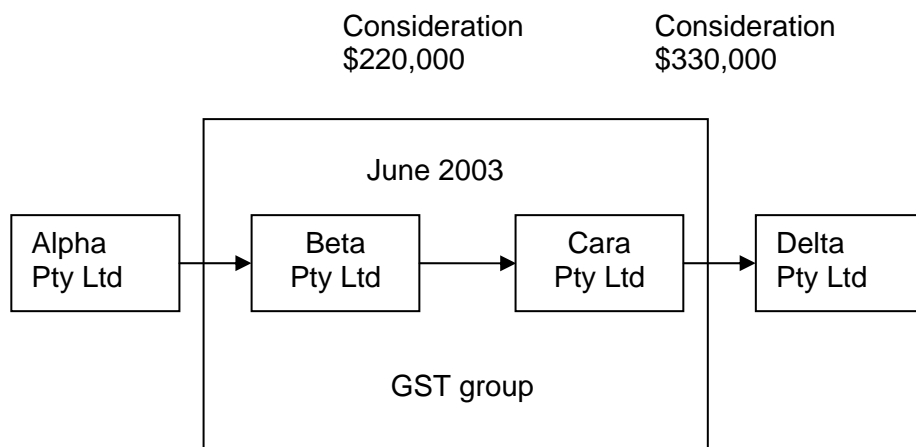 Consideration
$220,000
Consideration
$330,000
June 2003
Alpha
Pty Ltd
Beta
Pty Ltd
Cara
Pty Ltd
Delta
Pty Ltd
GST group